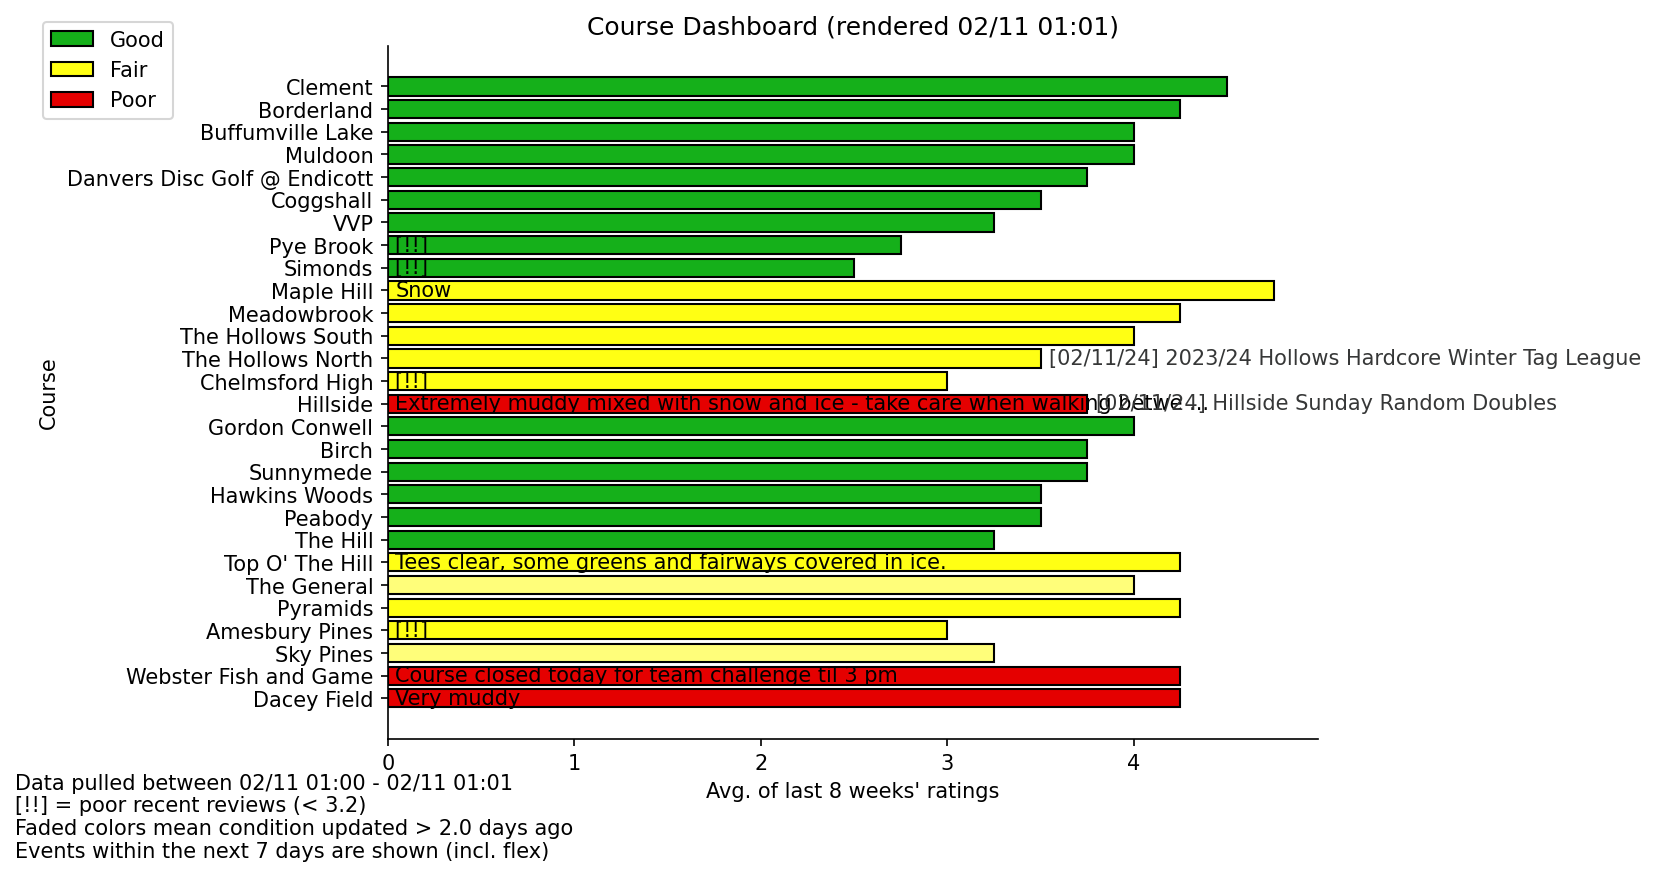 Course Dashboard (rendered 02/11 01:01)
Good
Fair
Poor
Clement
Borderland
Buffumville Lake
Muldoon
Danvers Disc Golf @ Endicott
Coggshall
VVP
Pye Brook [!!]
Simonds [!!]
Maple Hill Snow
Meadowbrook
The Hollows South
The Hollows North [02/11/24] 2023/24 Hollows Hardcore Winter Tag League
Chelmsford High [!!]
Hillside Extremely muddy mixed with snow and ice - take care when walking betwe... [02/11/24] Hillside Sunday Random Doubles
Gordon Conwell
Birch
Sunnymede
Hawkins Woods
Peabody
The Hill
Top O' The Hill Tees clear, some greens and fairways covered in ice.
The General
Pyramids
Amesbury Pines [!!]
Sky Pines
Webster Fish and Game Course closed today for team challenge til 3 pm
Dacey Field Very muddy
Course
0 1 2 3 4
Avg. of last 8 weeks' ratings
Data pulled between 02/11 01:00 - 02/11 01:01
[!!] = poor recent reviews (< 3.2)
Faded colors mean condition updated > 2.0 days ago
Events within the next 7 days are shown (incl. flex)